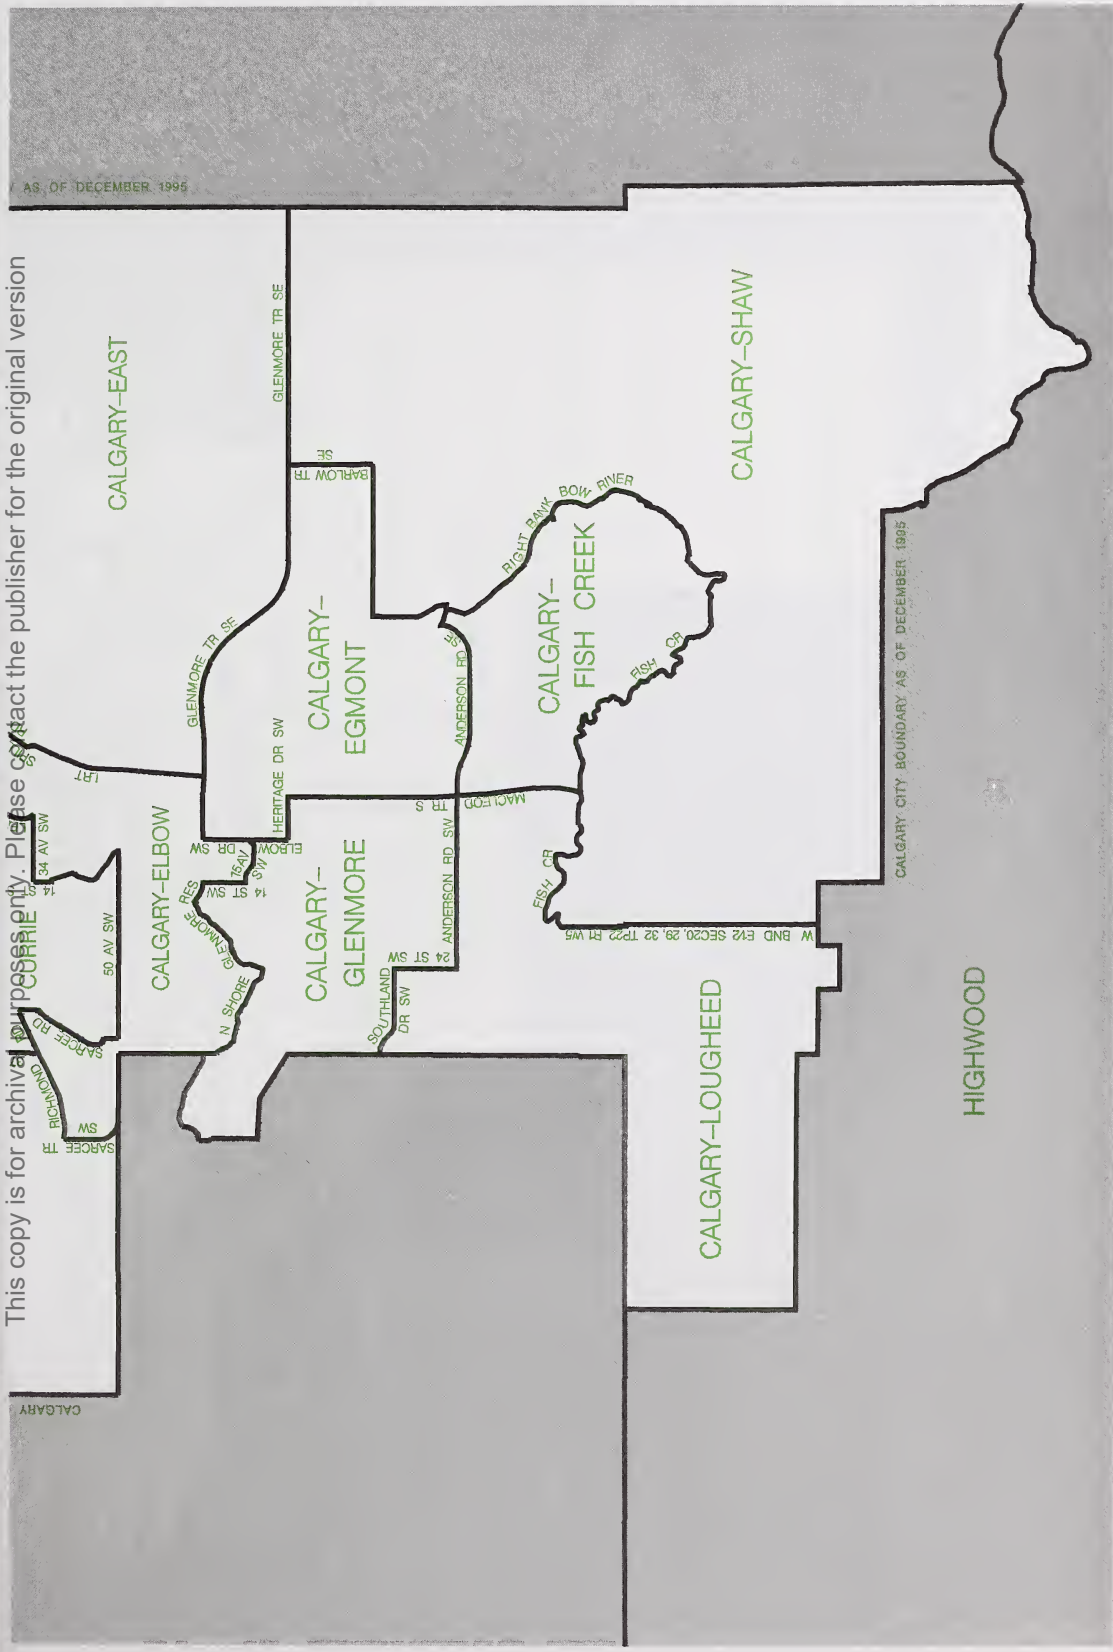 This copy is for archival purposes only. Please contact the publisher for the original version
AS OF DECEMBER 1995
CALGARY-EAST
GLENMORE TR SE
BARLOW TR
SE
CALGARY-SHAW
RIGHT BANK BOW RIVER
CALGARY-
FISH CREEK
FISH CR
GLENMORE TR SE
CALGARY-
EGMONT
ANDERSON RD SE
HERITAGE DR SW
MACLEOD TR S
LRT
34 AV SW
14 ST
CURRIE
50 AV SW
CALGARY-ELBOW
ELBOW DR SW
15 AV
SW
14 ST SW
GLENMORE RES
N SHORE
CALGARY-
GLENMORE
ANDERSON RD SW
24 ST SW
SOUTHLAND
DR SW
FISH CR
W BND E1/2 SEC20, 29, 32 TP22 R1 W5
CALGARY CITY BOUNDARY AS OF DECEMBER 1995
SARCEE RD
RICHMOND
SARCEE TR
SW
CALGARY-LOUGHEED
HIGHWOOD
CALGARY